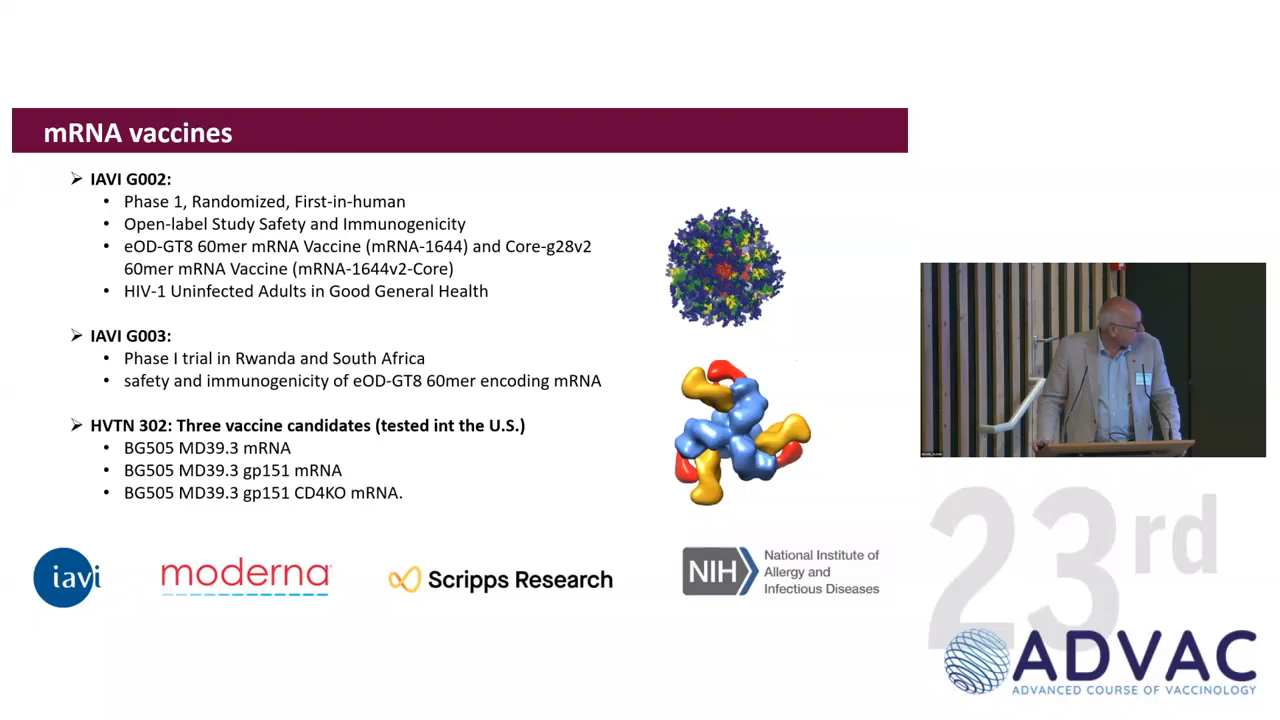 mRNA vaccines
➢ IAVI G002:
• Phase 1, Randomized, First-in-human
• Open-label Study Safety and Immunogenicity
• eOD-GT8 60mer mRNA Vaccine (mRNA-1644) and Core-g28v2
60mer mRNA Vaccine (mRNA-1644v2-Core)
• HIV-1 Uninfected Adults in Good General Health
➢ IAVI G003:
• Phase I trial in Rwanda and South Africa
• safety and immunogenicity of eOD-GT8 60mer encoding mRNA
➢ HVTN 302: Three vaccine candidates (tested int the U.S.)
• BG505 MD39.3 mRNA
• BG505 MD39.3 gp151 mRNA
• BG505 MD39.3 gp151 CD4KO mRNA.
iavi
moderna
Scripps Research
NIH
National Institute of
Allergy and
Infectious Diseases
23rd
ADVAC
ADVANCED COURSE OF VACCINOLOGY